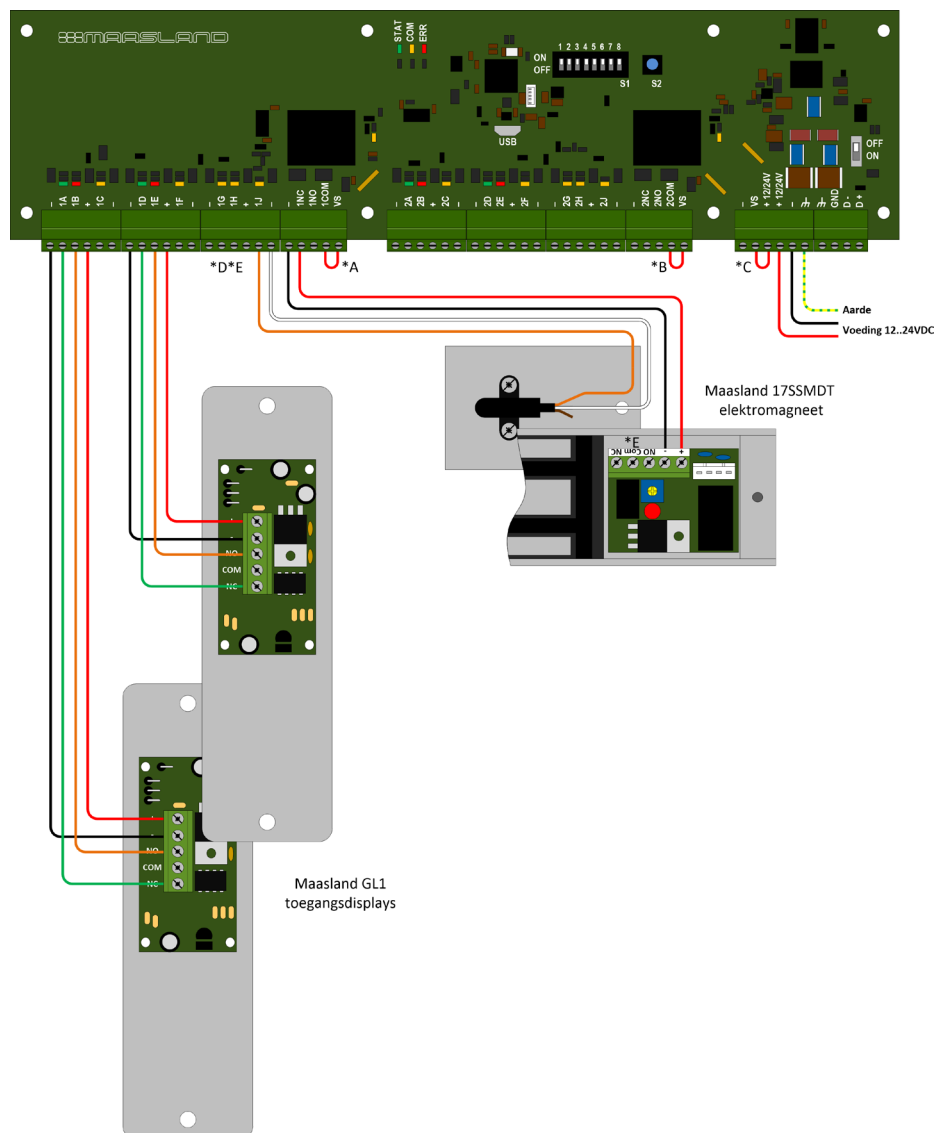 MAASLAND
STAT
COM
ERR
1 2 3 4 5 6 7 8
ON
OFF
S1
S2
USB
OFF
ON
- 1A 1B + 1C - - 1D 1E + 1F - - 1G 1H + 1J - - 1NC 1NO 1COM VS
- 2A 2B + 2C - - 2D 2E + 2F - - 2G 2H + 2J - - 2NC 2NO 2COM VS
- VS + 12/24V + 12/24V - GND D - D +
*D *E
*A
*B
*C
Aarde
Voeding 12..24VDC
Maasland 17SSMDT
elektromagneet
*E
NO Com NC - +
+
-
NO
COM
NC
+
-
NO
COM
NC
Maasland GL1
toegangsdisplays